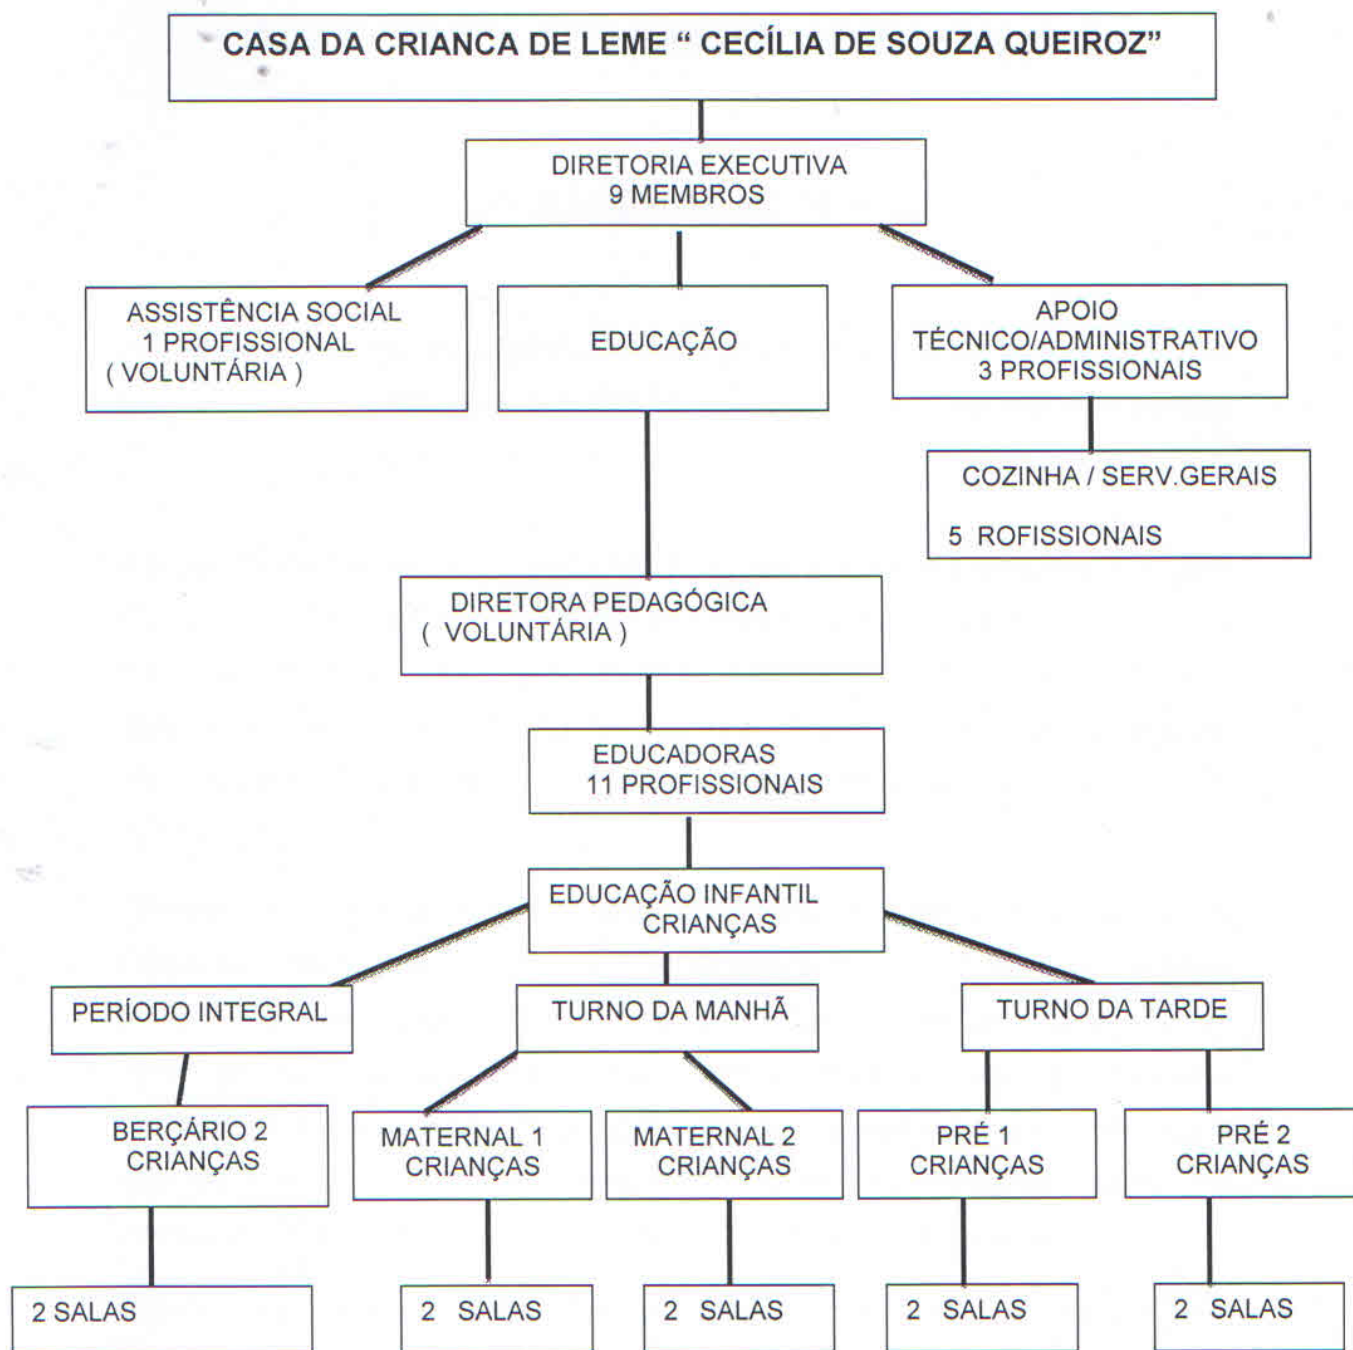 CASA DA CRIANCA DE LEME “ CECÍLIA DE SOUZA QUEIROZ”
DIRETORIA EXECUTIVA
9 MEMBROS
ASSISTÊNCIA SOCIAL
1 PROFISSIONAL
( VOLUNTÁRIA )
EDUCAÇÃO
APOIO
TÉCNICO/ADMINISTRATIVO
3 PROFISSIONAIS
COZINHA / SERV.GERAIS
5 ROFISSIONAIS
DIRETORA PEDAGÓGICA
( VOLUNTÁRIA )
EDUCADORAS
11 PROFISSIONAIS
EDUCAÇÃO INFANTIL
CRIANÇAS
PERÍODO INTEGRAL
TURNO DA MANHÃ
TURNO DA TARDE
BERÇÁRIO 2
CRIANÇAS
MATERNAL 1
CRIANÇAS
MATERNAL 2
CRIANÇAS
PRÉ 1
CRIANÇAS
PRÉ 2
CRIANÇAS
2 SALAS
2 SALAS
2 SALAS
2 SALAS
2 SALAS